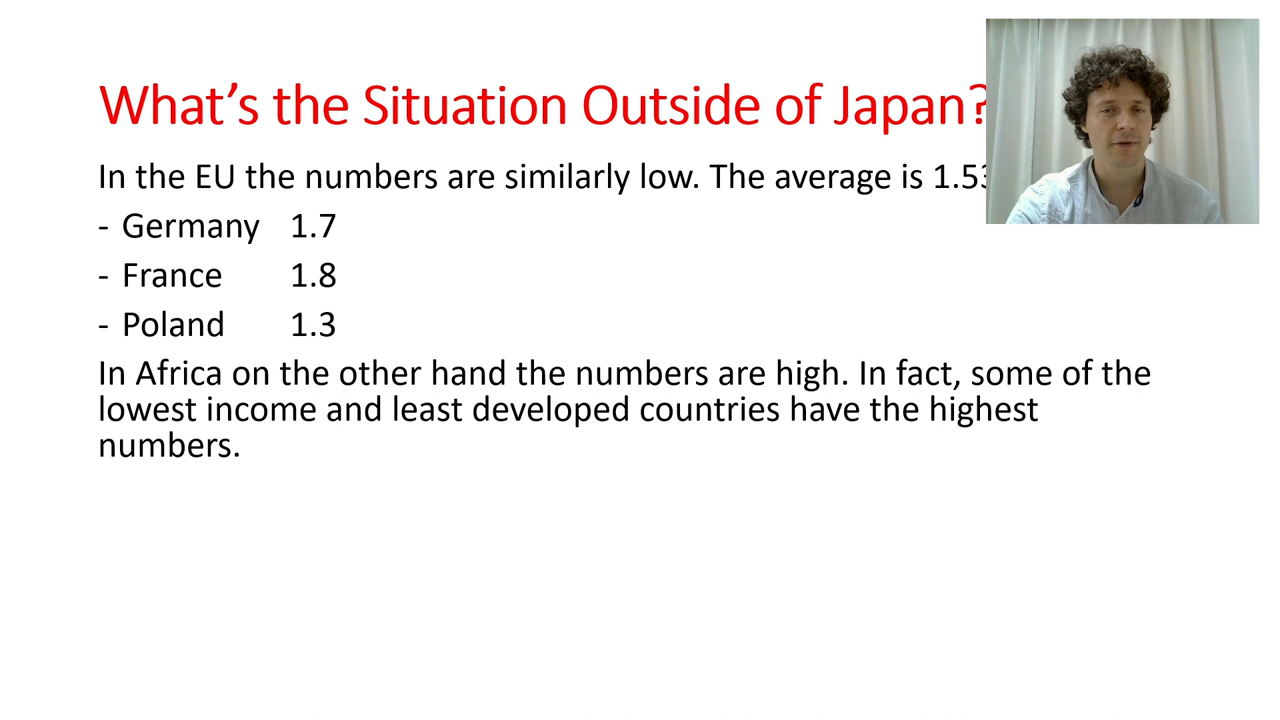 What's the Situation Outside of Japan?
In the EU the numbers are similarly low. The average is 1.53
- Germany 1.7
- France 1.8
- Poland 1.3
In Africa on the other hand the numbers are high. In fact, some of the
lowest income and least developed countries have the highest
numbers.